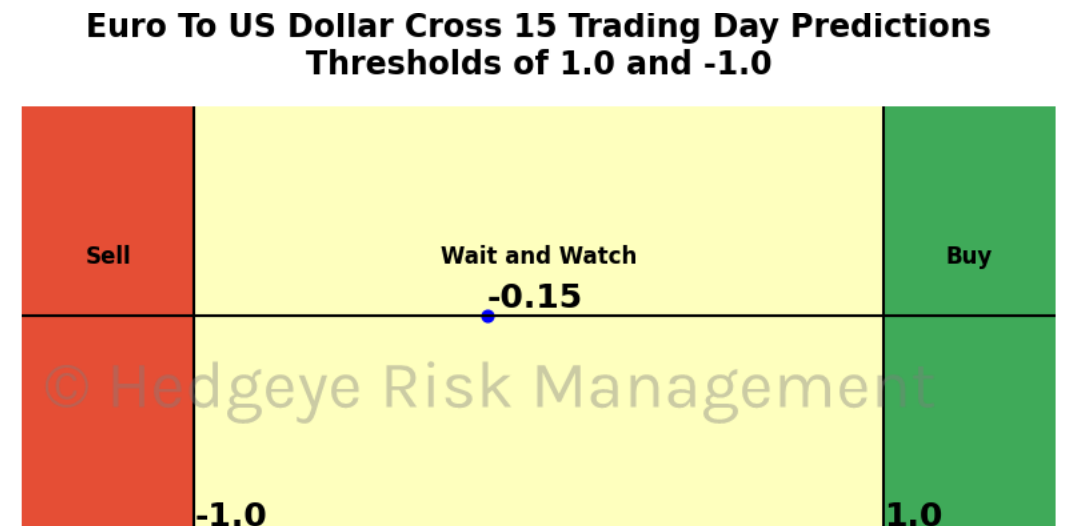 Euro To US Dollar Cross 15 Trading Day Predictions
Thresholds of 1.0 and -1.0
Sell
Wait and Watch
Buy
-0.15
© Hedgeye Risk Management
-1.0
1.0